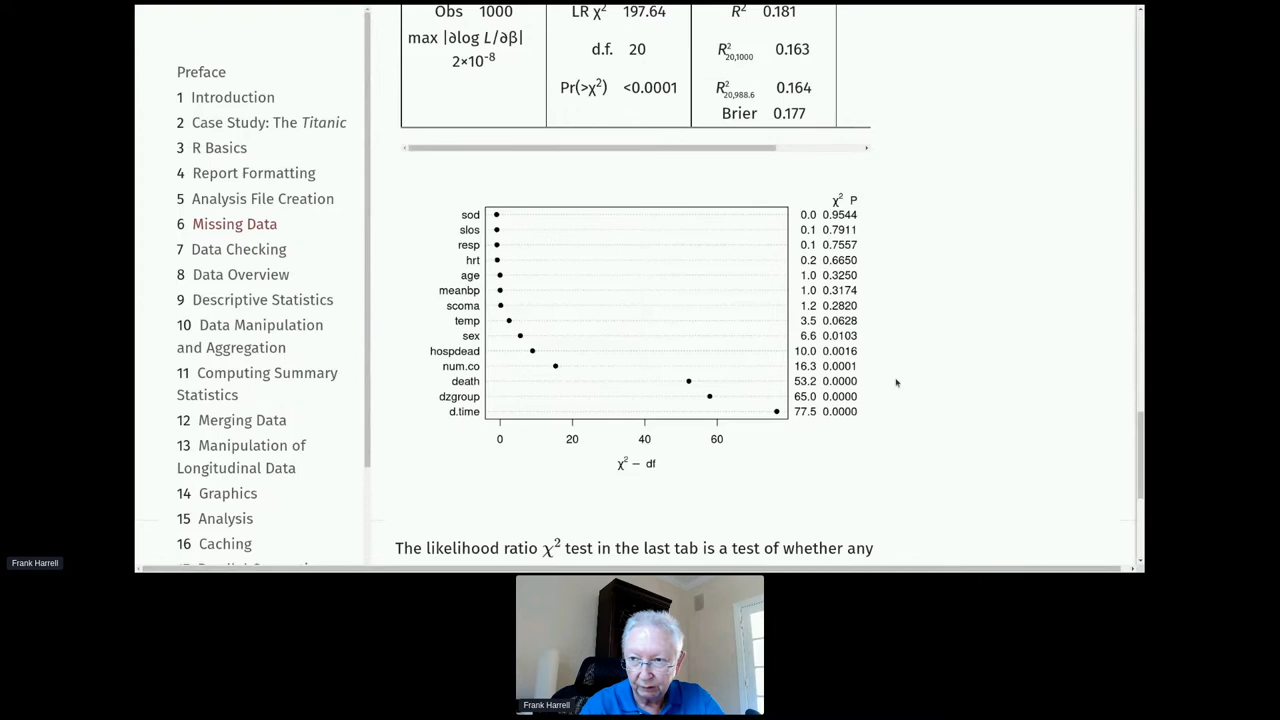 Preface
1 Introduction
2 Case Study: The Titanic
3 R Basics
4 Report Formatting
5 Analysis File Creation
6 Missing Data
7 Data Checking
8 Data Overview
9 Descriptive Statistics
10 Data Manipulation
and Aggregation
11 Computing Summary
Statistics
12 Merging Data
13 Manipulation of
Longitudinal Data
14 Graphics
15 Analysis
16 Caching
Obs 1000
max |∂log L/∂β|
2×10⁻⁸
LR χ² 197.64
d.f. 20
Pr(>χ²) <0.0001
R² 0.181
R²20,1000 0.163
R²20,988.6 0.164
Brier 0.177
χ² P
sod 0.0 0.9544
slos 0.1 0.7911
resp 0.1 0.7557
hrt 0.2 0.6650
age 1.0 0.3250
meanbp 1.0 0.3174
scoma 1.2 0.2820
temp 3.5 0.0628
sex 6.6 0.0103
hospdead 10.0 0.0016
num.co 16.3 0.0001
death 53.2 0.0000
dzgroup 65.0 0.0000
d.time 77.5 0.0000
0 20 40 60
χ² − df
The likelihood ratio χ² test in the last tab is a test of whether any
Frank Harrell
Frank Harrell